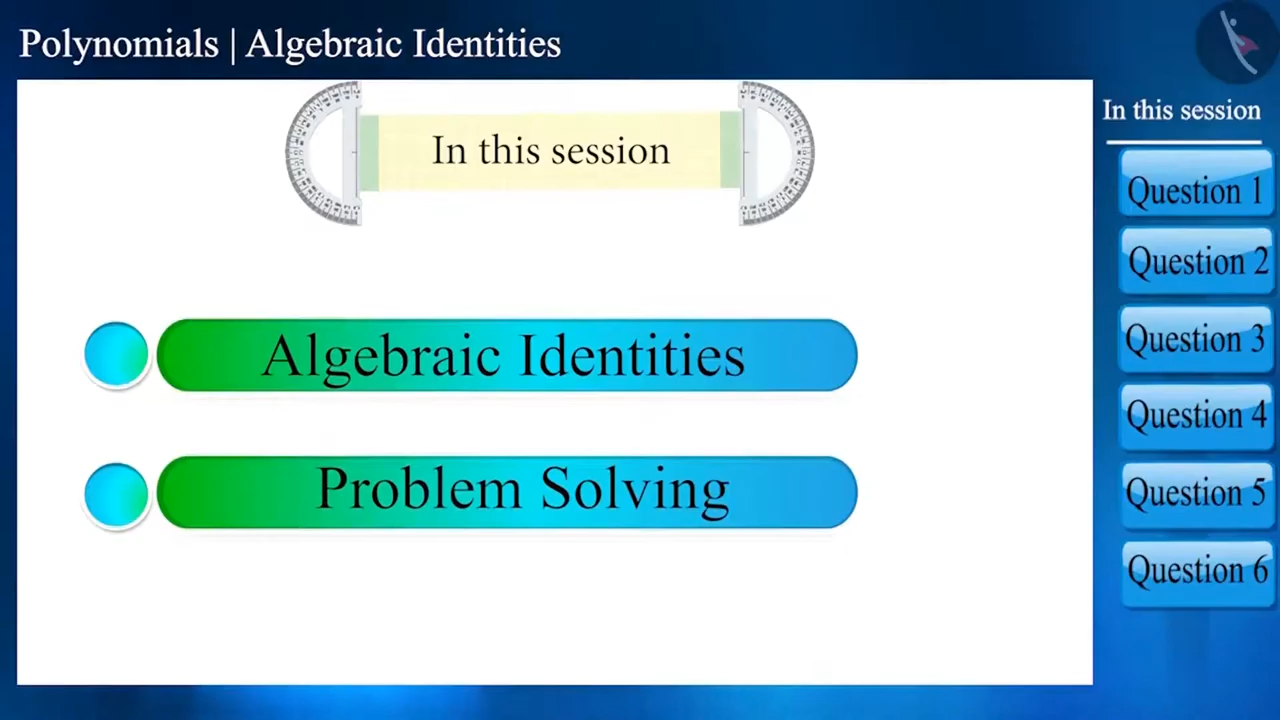 Polynomials | Algebraic Identities
In this session
Algebraic Identities
Problem Solving
In this session
Question 1
Question 2
Question 3
Question 4
Question 5
Question 6